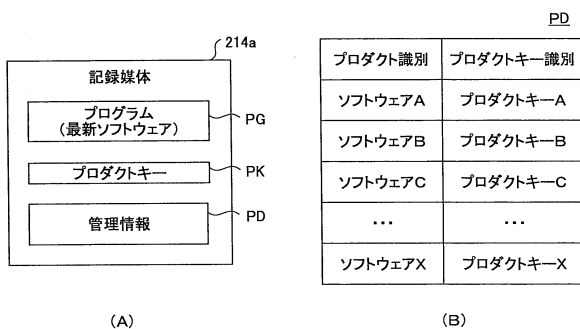 214a
記録媒体
プログラム
(最新ソフトウェア)
PG
プロダクトキー
PK
管理情報
PD
(A)
PD
プロダクト識別 プロダクトキー識別
ソフトウェアA プロダクトキーA
ソフトウェアB プロダクトキーB
ソフトウェアC プロダクトキーC
... ...
ソフトウェアX プロダクトキーX
(B)